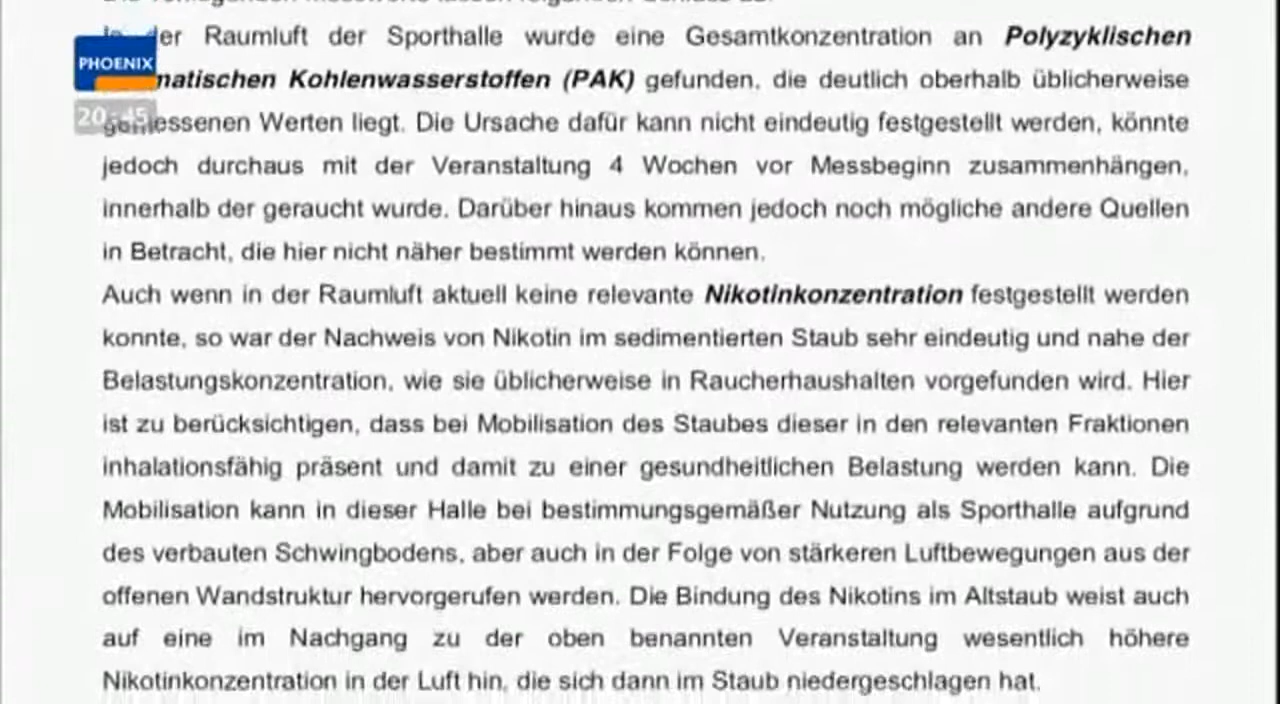 der Raumluft der Sporthalle wurde eine Gesamtkonzentration an Polyzyklischen
PHOENIX
matischen Kohlenwasserstoffen (PAK) gefunden, die deutlich oberhalb üblicherweise
20:45
gemessenen Werten liegt. Die Ursache dafür kann nicht eindeutig festgestellt werden, könnte
jedoch durchaus mit der Veranstaltung 4 Wochen vor Messbeginn zusammenhängen,
innerhalb der geraucht wurde. Darüber hinaus kommen jedoch noch mögliche andere Quellen
in Betracht, die hier nicht näher bestimmt werden können.
Auch wenn in der Raumluft aktuell keine relevante Nikotinkonzentration festgestellt werden
konnte, so war der Nachweis von Nikotin im sedimentierten Staub sehr eindeutig und nahe der
Belastungskonzentration, wie sie üblicherweise in Raucherhaushalten vorgefunden wird. Hier
ist zu berücksichtigen, dass bei Mobilisation des Staubes dieser in den relevanten Fraktionen
inhalationsfähig präsent und damit zu einer gesundheitlichen Belastung werden kann. Die
Mobilisation kann in dieser Halle bei bestimmungsgemäßer Nutzung als Sporthalle aufgrund
des verbauten Schwingbodens, aber auch in der Folge von stärkeren Luftbewegungen aus der
offenen Wandstruktur hervorgerufen werden. Die Bindung des Nikotins im Altstaub weist auch
auf eine im Nachgang zu der oben benannten Veranstaltung wesentlich höhere
Nikotinkonzentration in der Luft hin, die sich dann im Staub niedergeschlagen hat.